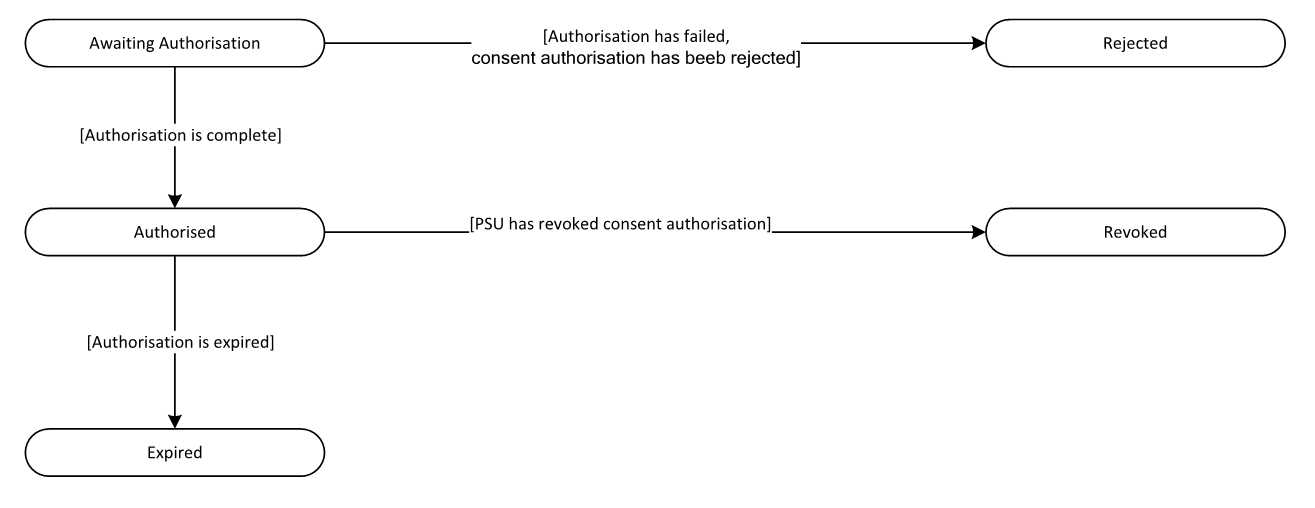 Awaiting Authorisation
[Authorisation has failed,
consent authorisation has beeb rejected]
Rejected
[Authorisation is complete]
Authorised
[PSU has revoked consent authorisation]
Revoked
[Authorisation is expired]
Expired